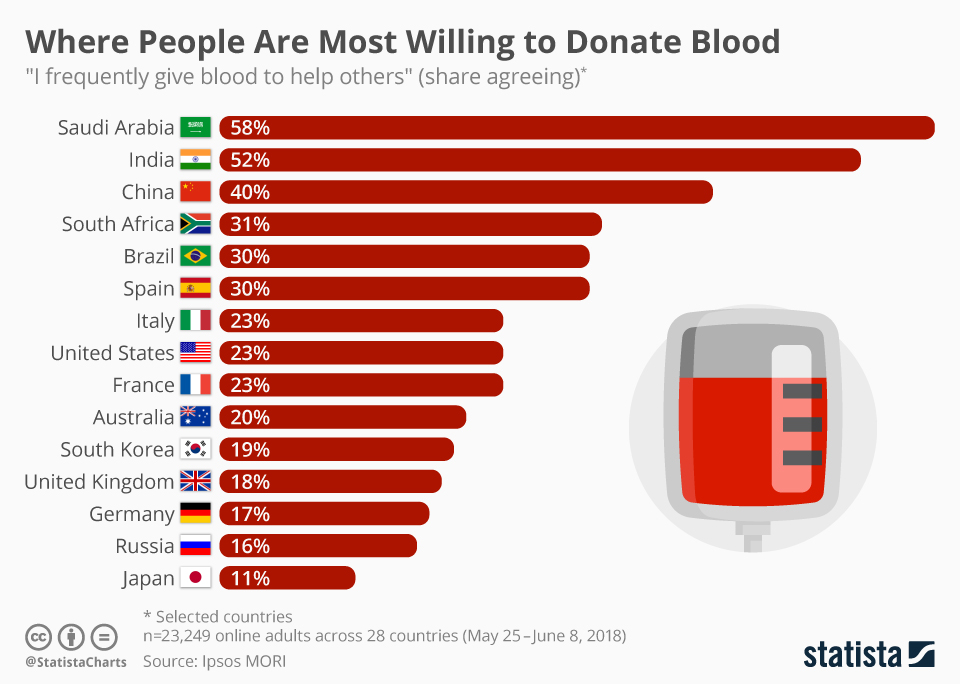 Where People Are Most Willing to Donate Blood
"I frequently give blood to help others" (share agreeing)*
Saudi Arabia 58%
India 52%
China 40%
South Africa 31%
Brazil 30%
Spain 30%
Italy 23%
United States 23%
France 23%
Australia 20%
South Korea 19%
United Kingdom 18%
Germany 17%
Russia 16%
Japan 11%
* Selected countries
n=23,249 online adults across 28 countries (May 25–June 8, 2018)
@StatistaCharts Source: Ipsos MORI
cc
statista